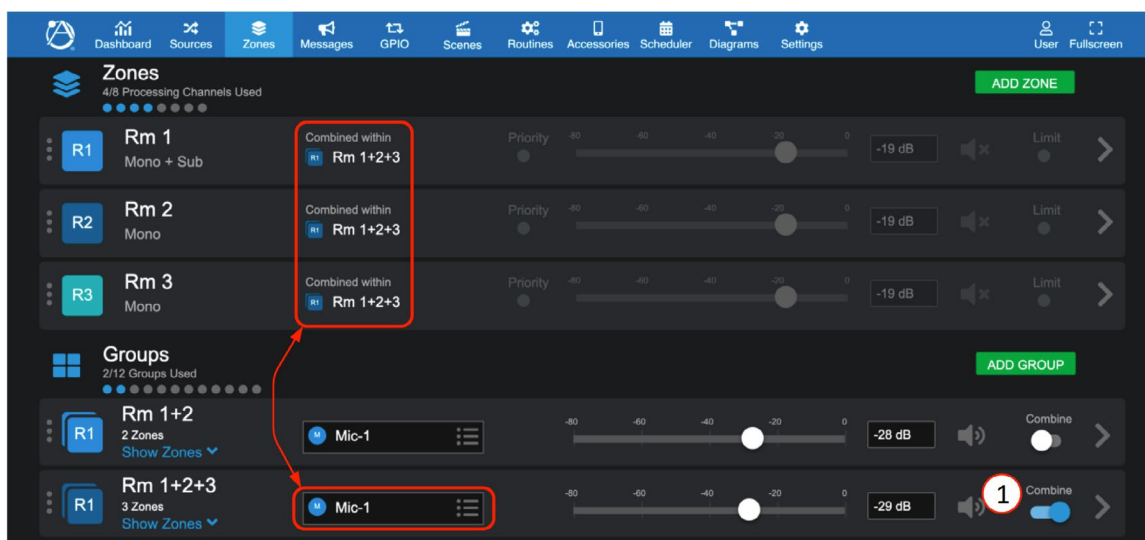 Dashboard Sources Zones Messages GPIO Scenes Routines Accessories Scheduler Diagrams Settings User Fullscreen
Zones
4/8 Processing Channels Used
ADD ZONE
R1
Rm 1
Mono + Sub
Combined within
R1 Rm 1+2+3
Priority
-80 -60 -40 -20 0
-19 dB
Limit
R2
Rm 2
Mono
Combined within
R1 Rm 1+2+3
Priority
-80 -60 -40 -20 0
-19 dB
Limit
R3
Rm 3
Mono
Combined within
R1 Rm 1+2+3
Priority
-80 -60 -40 -20 0
-19 dB
Limit
Groups
2/12 Groups Used
ADD GROUP
R1
Rm 1+2
2 Zones
Show Zones
M Mic-1
-80 -60 -40 -20 0
-28 dB
Combine
R1
Rm 1+2+3
3 Zones
Show Zones
M Mic-1
-80 -60 -40 -20 0
-29 dB
1
Combine